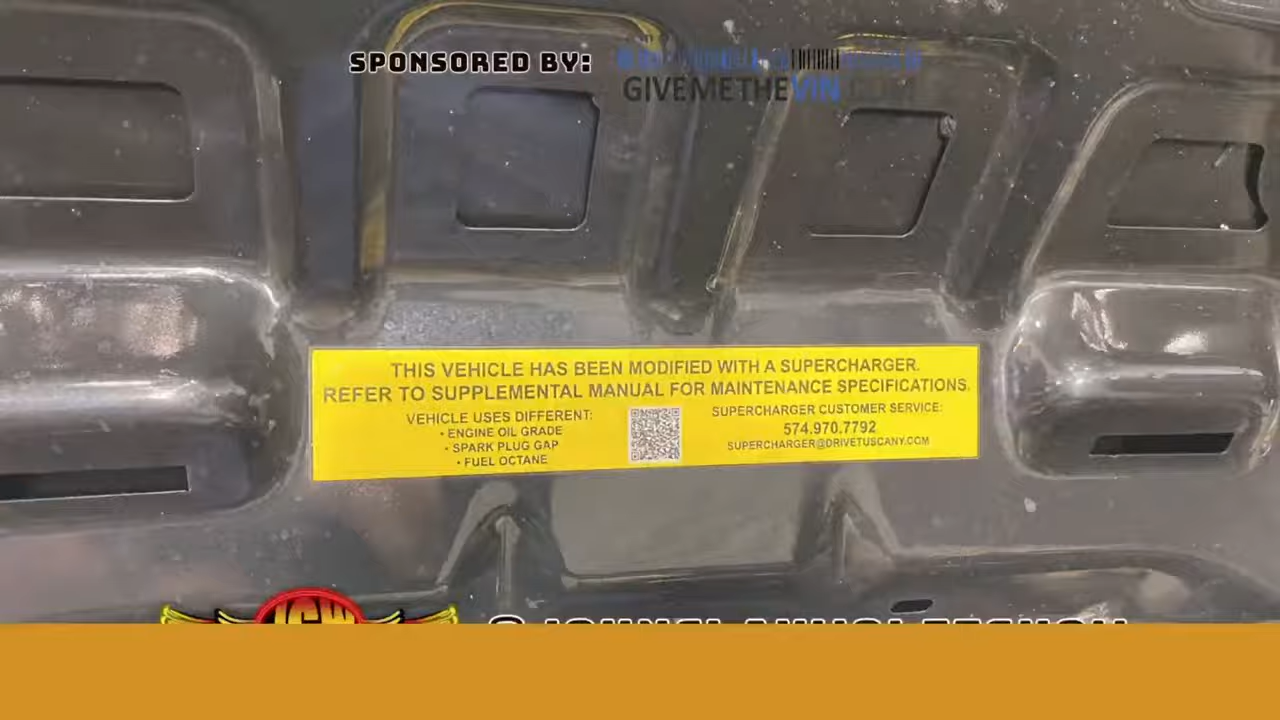 SPONSORED BY:
GIVEMETHEVIN.COM
THIS VEHICLE HAS BEEN MODIFIED WITH A SUPERCHARGER.
REFER TO SUPPLEMENTAL MANUAL FOR MAINTENANCE SPECIFICATIONS.
VEHICLE USES DIFFERENT:
• ENGINE OIL GRADE
• SPARK PLUG GAP
• FUEL OCTANE
SUPERCHARGER CUSTOMER SERVICE:
574.970.7792
SUPERCHARGER@DRIVETUSCANY.COM